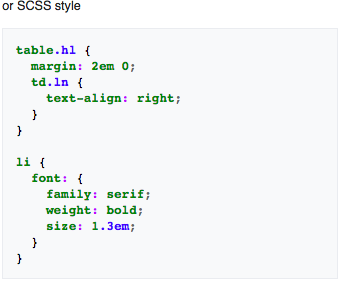 or SCSS style
table.hl {
  margin: 2em 0;
  td.ln {
    text-align: right;
  }
}

li {
  font: {
    family: serif;
    weight: bold;
    size: 1.3em;
  }
}